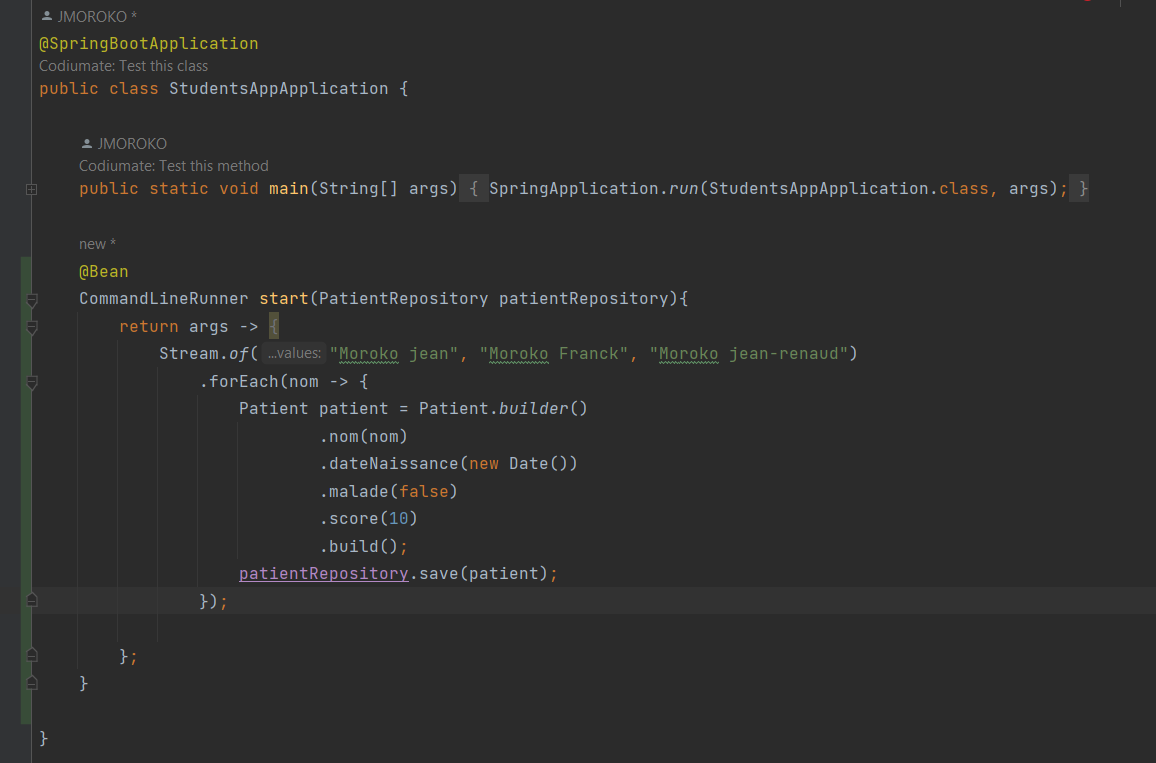 JMOROKO *
@SpringBootApplication
Codiumate: Test this class
public class StudentsAppApplication {
JMOROKO
Codiumate: Test this method
public static void main(String[] args) { SpringApplication.run(StudentsAppApplication.class, args); }
new *
@Bean
CommandLineRunner start(PatientRepository patientRepository){
return args -> {
Stream.of( ...values: "Moroko jean", "Moroko Franck", "Moroko jean-renaud")
.forEach(nom -> {
Patient patient = Patient.builder()
.nom(nom)
.dateNaissance(new Date())
.malade(false)
.score(10)
.build();
patientRepository.save(patient);
});
};
}
}